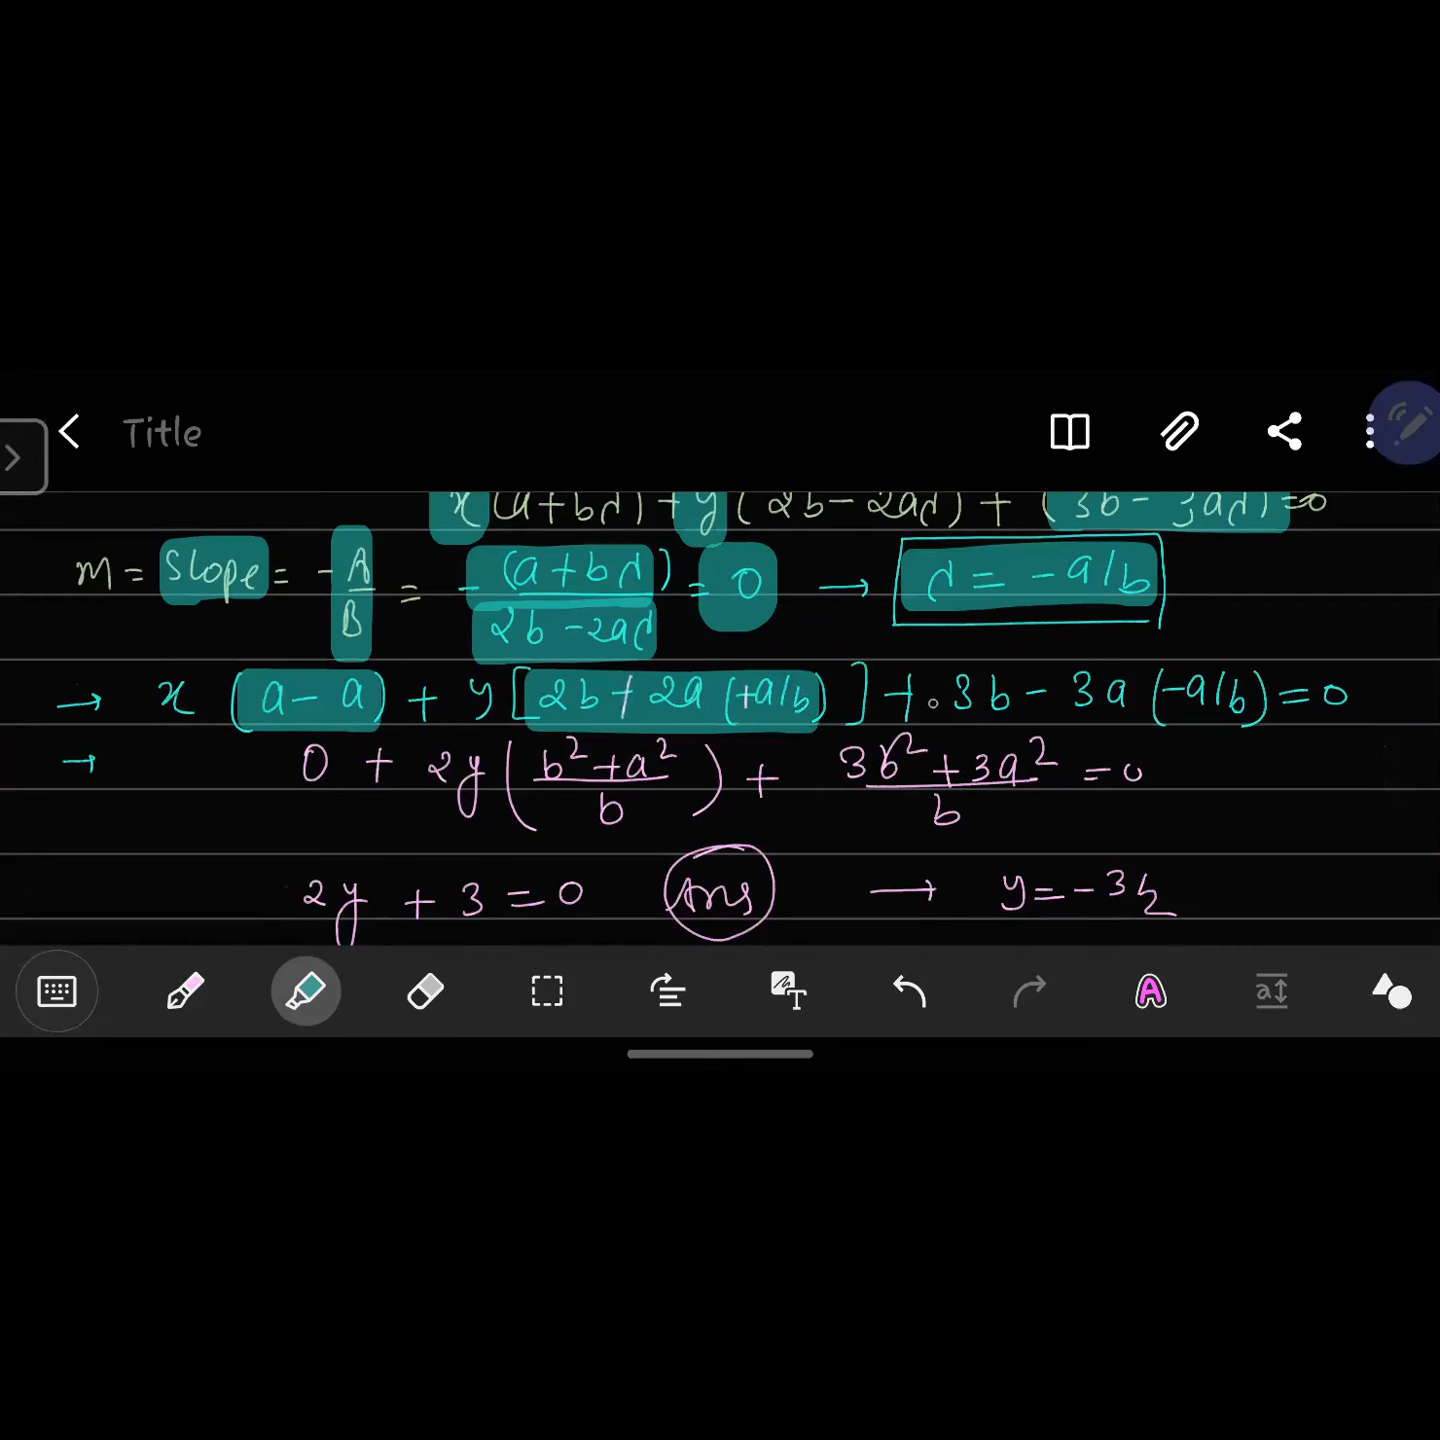 Title
x(a+bλ)+y(2b-2aλ)+(3b-3aλ)=0
m = Slope = -A/B = -(a+bλ)/(2b-2aλ) = 0 → λ = -a/b
→ x (a-a) + y[2b+2a(+a/b)] + 3b-3a(-a/b)=0
→ 0 + 2y((b²+a²)/b) + (3b²+3a²)/b =0
2y + 3 = 0 Ans → y=-3/2
A
a